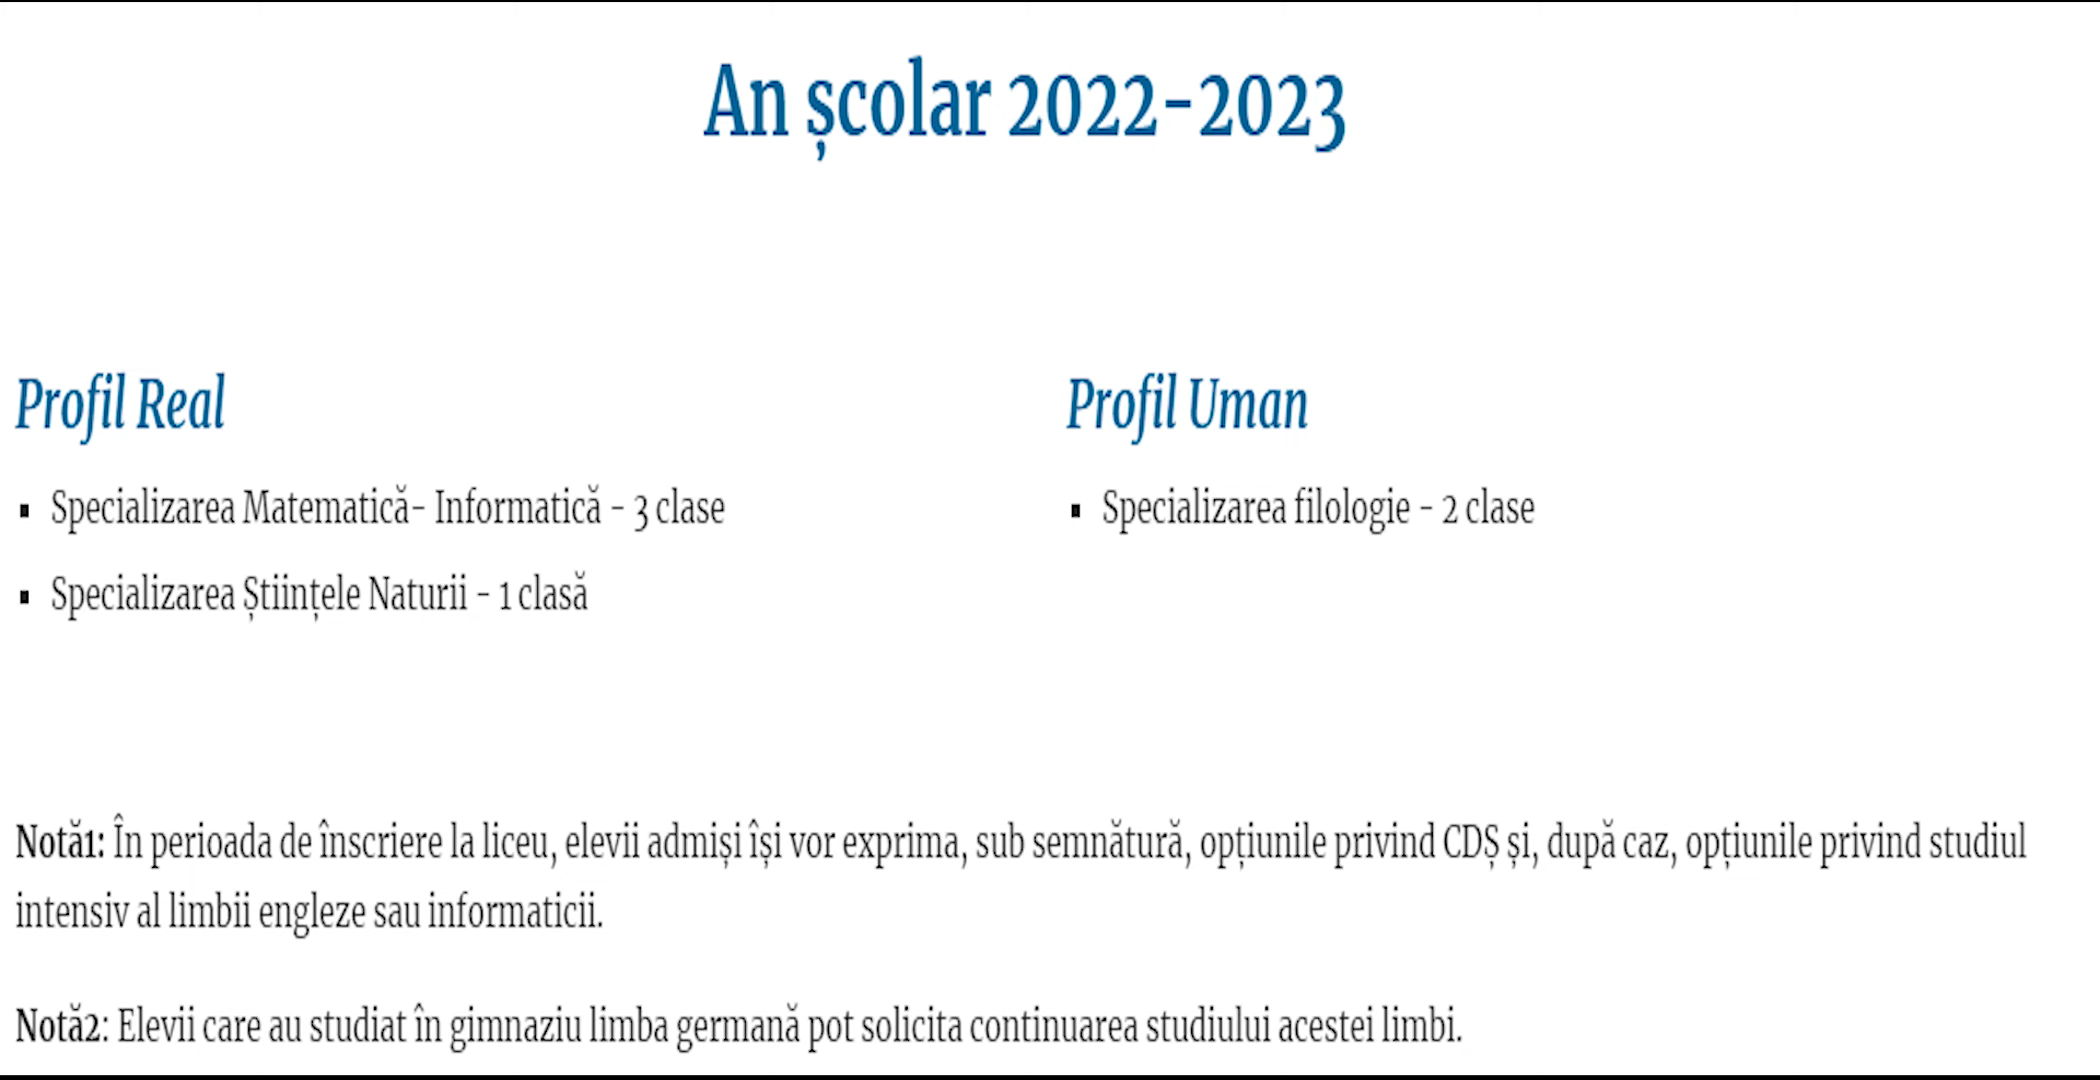 An școlar 2022-2023
Profil Real
▪ Specializarea Matematică- Informatică - 3 clase
▪ Specializarea Științele Naturii - 1 clasă
Profil Uman
▪ Specializarea filologie - 2 clase
Notă1: În perioada de înscriere la liceu, elevii admiși își vor exprima, sub semnătură, opțiunile privind CDȘ și, după caz, opțiunile privind studiul
intensiv al limbii engleze sau informaticii.
Notă2: Elevii care au studiat în gimnaziu limba germană pot solicita continuarea studiului acestei limbi.